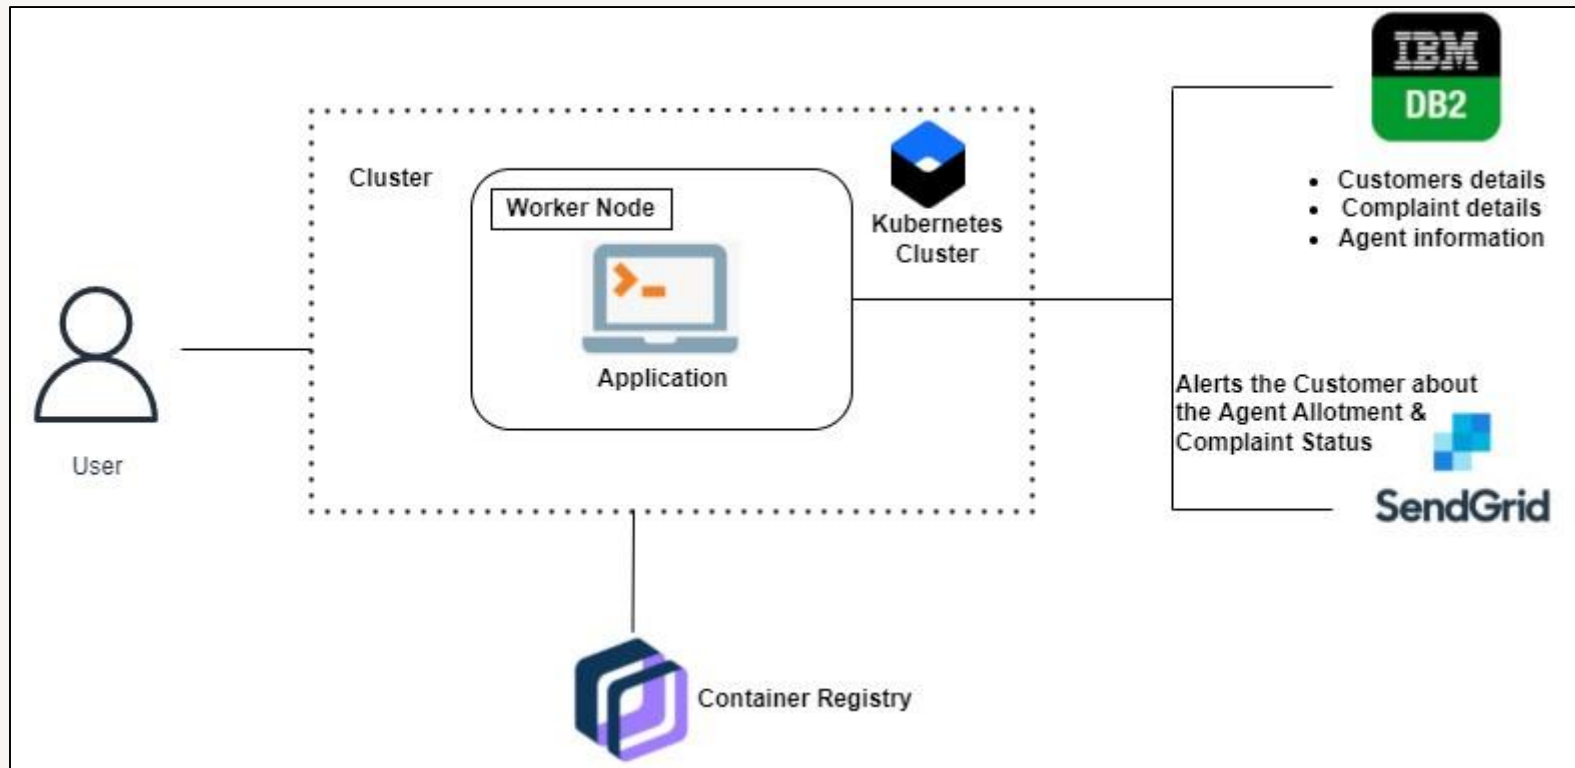 Cluster
Worker Node
Application
Kubernetes
Cluster
User
Container Registry
IBM
DB2
• Customers details
• Complaint details
• Agent information
Alerts the Customer about
the Agent Allotment &
Complaint Status
SendGrid